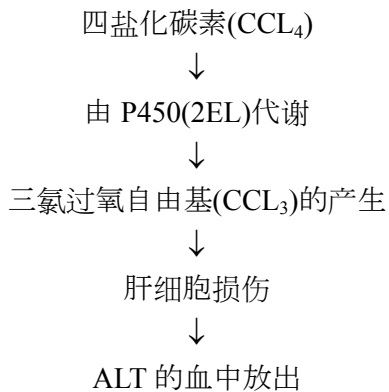 四盐化碳素(CCL₄)
↓
由 P450(2EL)代谢
↓
三氯过氧自由基(CCL₃)的产生
↓
肝细胞损伤
↓
ALT 的血中放出